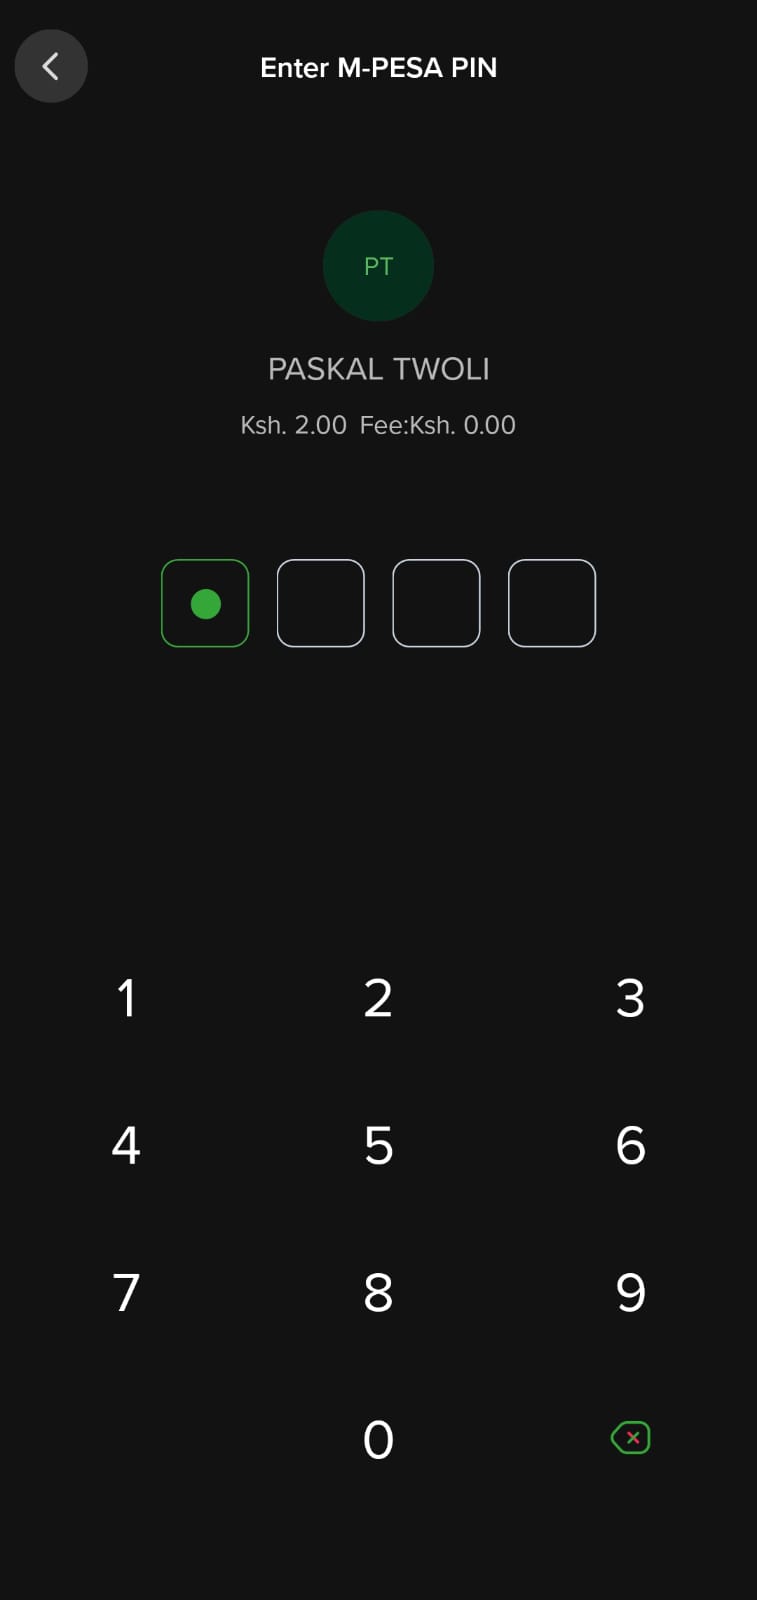 Enter M-PESA PIN
PT
PASKAL TWOLI
Ksh. 2.00 Fee:Ksh. 0.00
1 2 3
4 5 6
7 8 9
0